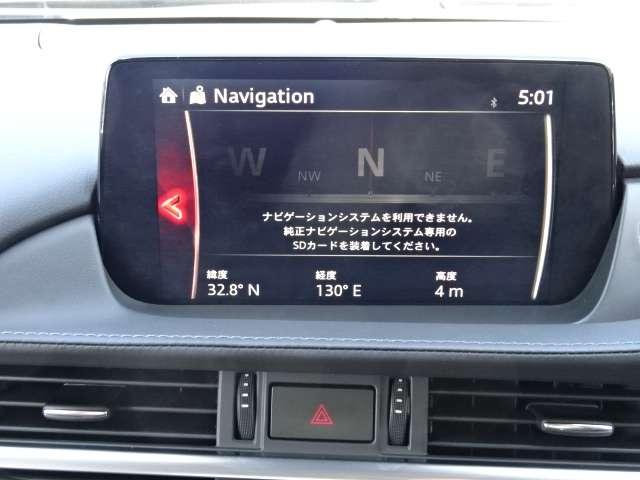 Navigation
5:01
W NW N NE E
ナビゲーションシステムを利用できません。
純正ナビゲーションシステム専用の
SDカードを装着してください。
緯度 経度 高度
32.8° N 130° E 4 m